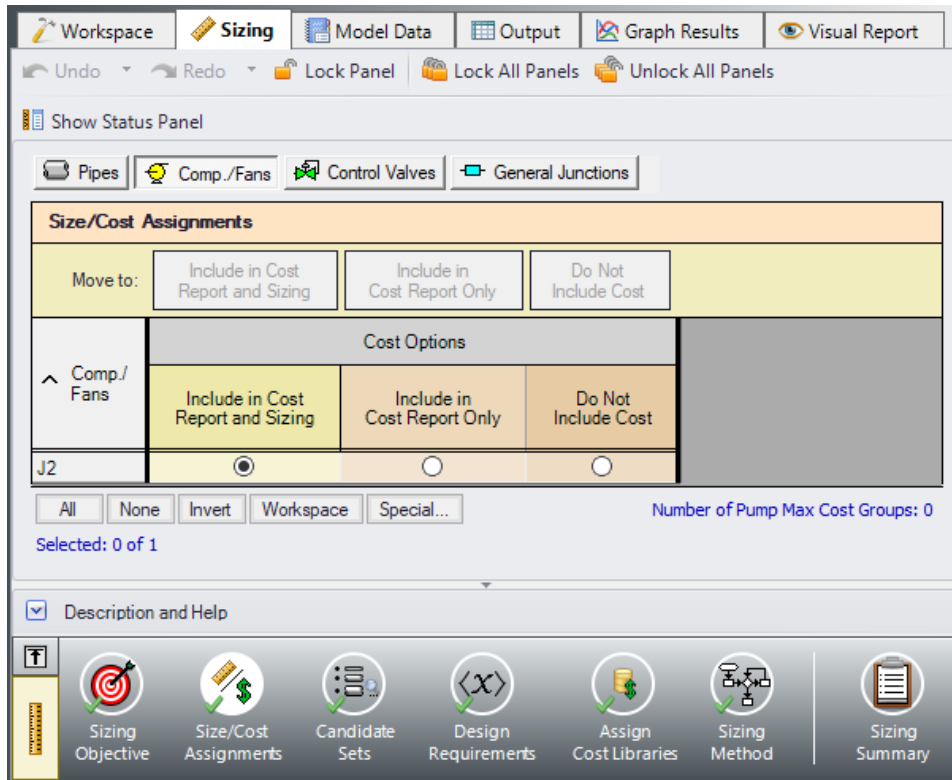 Workspace Sizing Model Data Output Graph Results Visual Report
Undo Redo Lock Panel Lock All Panels Unlock All Panels
Show Status Panel
Pipes Comp./Fans Control Valves General Junctions
Size/Cost Assignments
Move to:
Include in Cost
Report and Sizing
Include in
Cost Report Only
Do Not
Include Cost
Comp./
Fans
Cost Options
Include in Cost
Report and Sizing
Include in
Cost Report Only
Do Not
Include Cost
J2
All None Invert Workspace Special... Number of Pump Max Cost Groups: 0
Selected: 0 of 1
Description and Help
Sizing
Objective
Size/Cost
Assignments
Candidate
Sets
Design
Requirements
Assign
Cost Libraries
Sizing
Method
Sizing
Summary